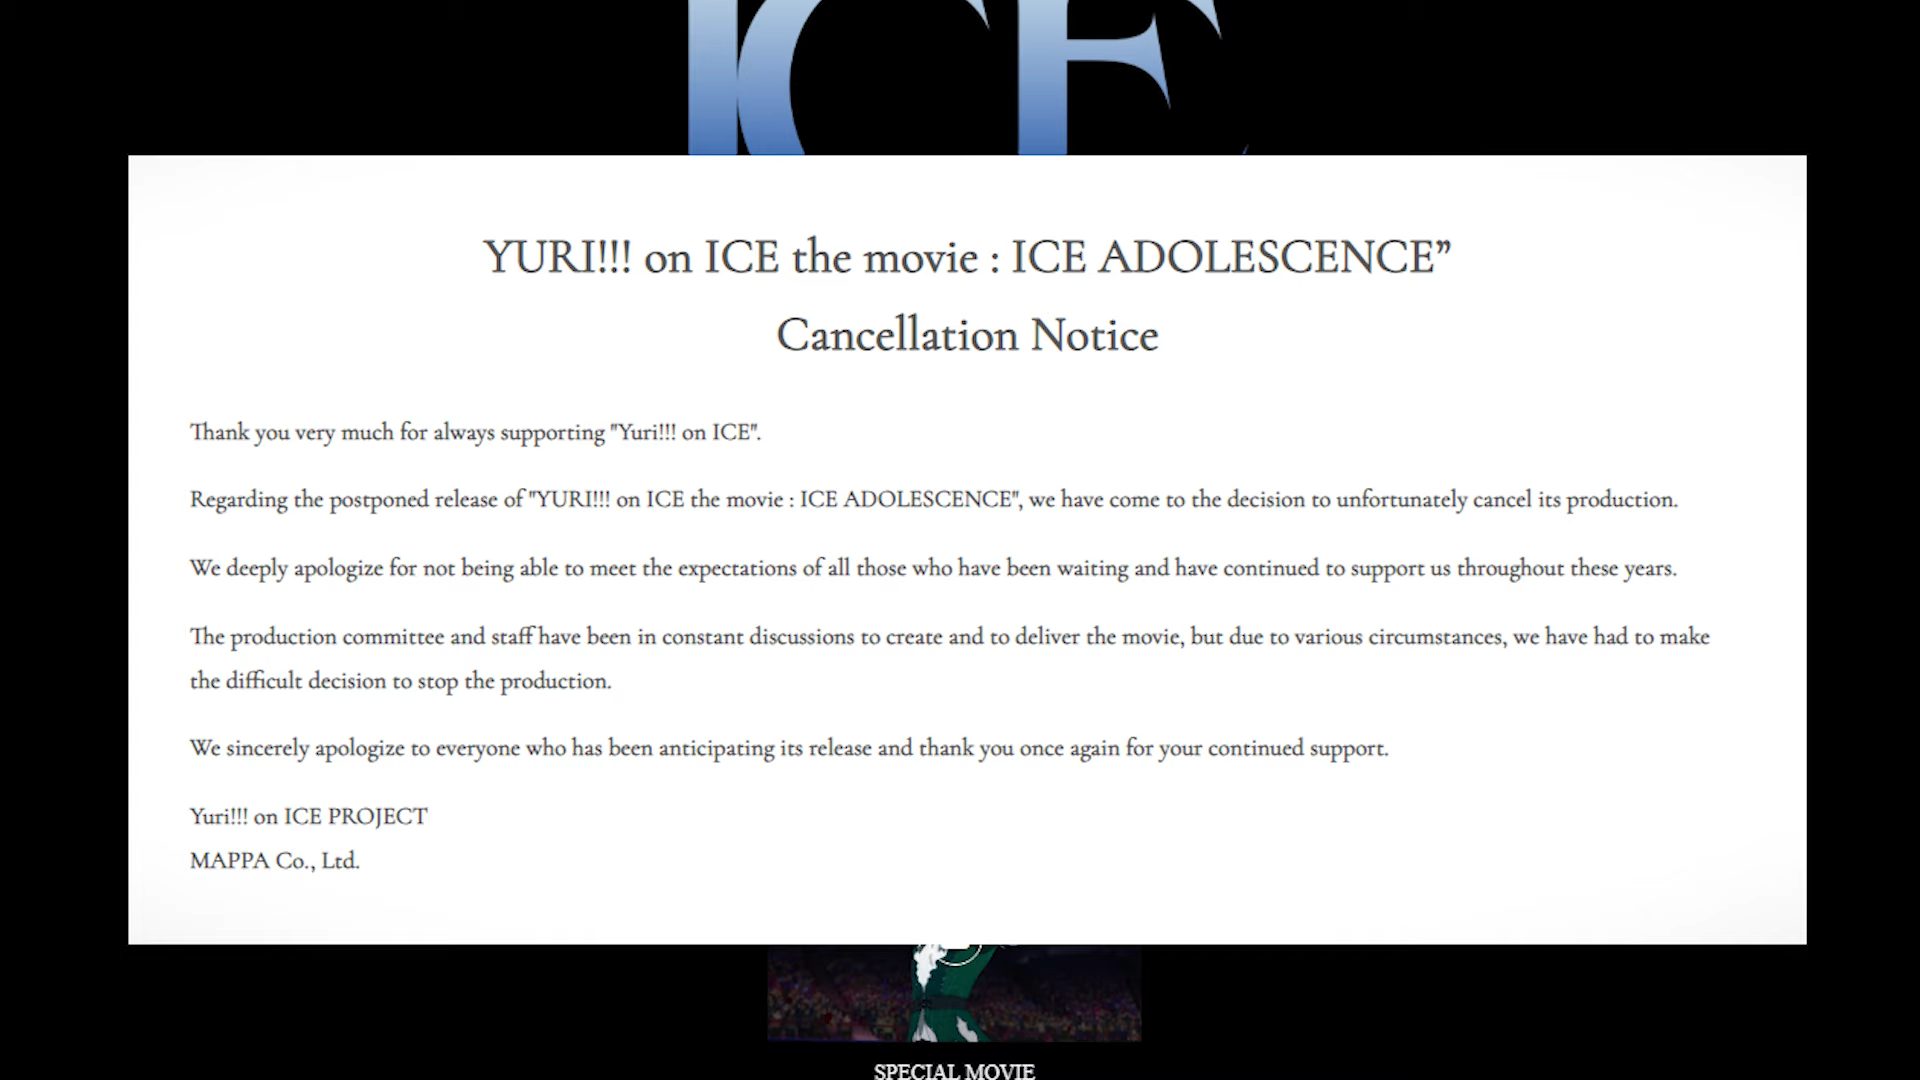 ICE
YURI!!! on ICE the movie : ICE ADOLESCENCE”
Cancellation Notice
Thank you very much for always supporting "Yuri!!! on ICE".
Regarding the postponed release of "YURI!!! on ICE the movie : ICE ADOLESCENCE", we have come to the decision to unfortunately cancel its production.
We deeply apologize for not being able to meet the expectations of all those who have been waiting and have continued to support us throughout these years.
The production committee and staff have been in constant discussions to create and to deliver the movie, but due to various circumstances, we have had to make
the difficult decision to stop the production.
We sincerely apologize to everyone who has been anticipating its release and thank you once again for your continued support.
Yuri!!! on ICE PROJECT
MAPPA Co., Ltd.
SPECIAL MOVIE